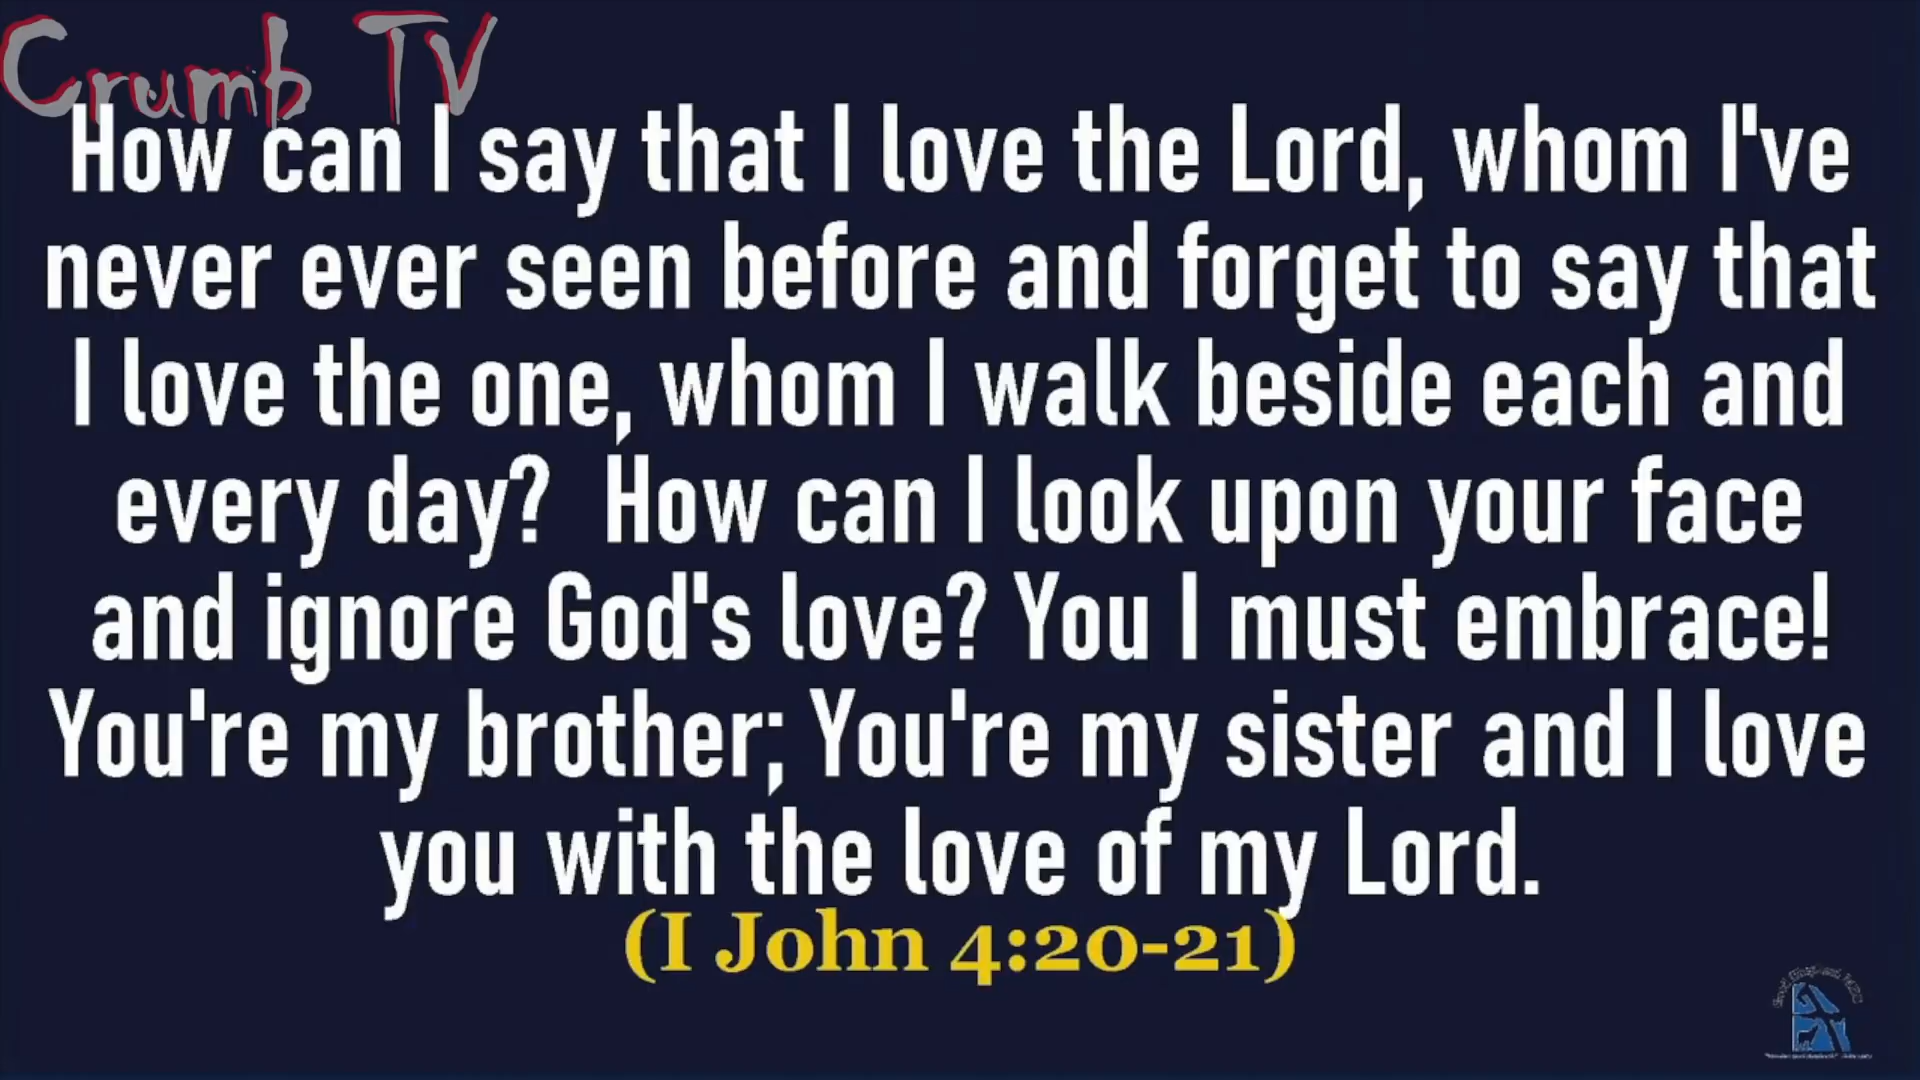 Crumb TV
How can I say that I love the Lord, whom I've
never ever seen before and forget to say that
I love the one, whom I walk beside each and
every day?  How can I look upon your face
and ignore God's love? You I must embrace!
You're my brother; You're my sister and I love
you with the love of my Lord.
(I John 4:20-21)